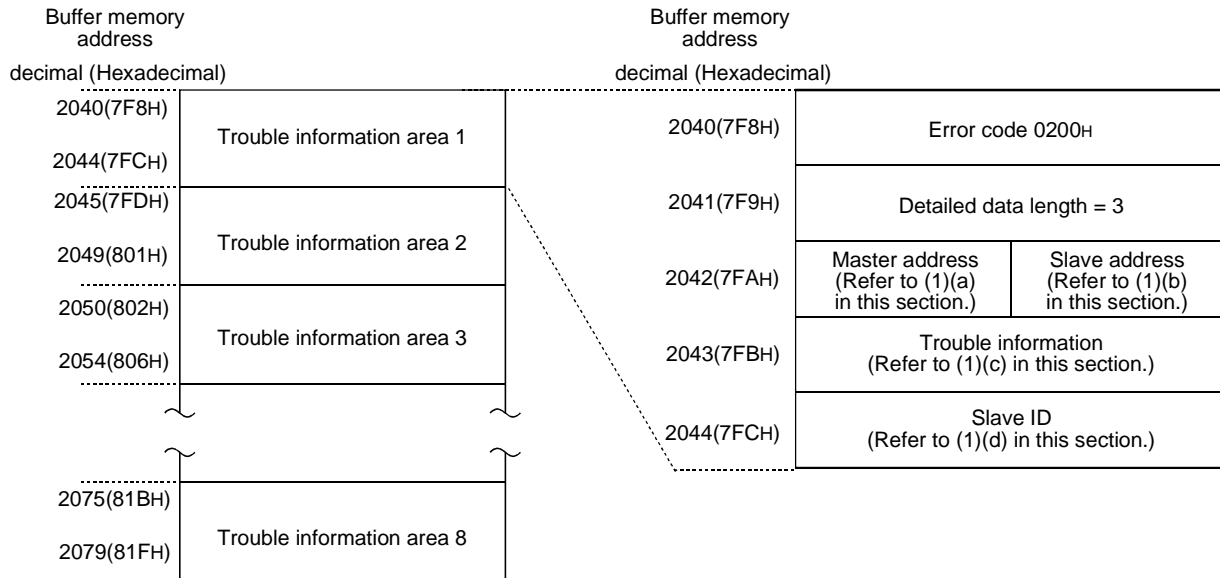 Buffer memory
address
decimal (Hexadecimal)
2040(7F8H)
Trouble information area 1
2044(7FCH)
2045(7FDH)
Trouble information area 2
2049(801H)
2050(802H)
Trouble information area 3
2054(806H)
2075(81BH)
Trouble information area 8
2079(81FH)
Buffer memory
address
decimal (Hexadecimal)
2040(7F8H)
Error code 0200H
2041(7F9H)
Detailed data length = 3
2042(7FAH)
Master address
(Refer to (1)(a)
in this section.)
Slave address
(Refer to (1)(b)
in this section.)
2043(7FBH)
Trouble information
(Refer to (1)(c) in this section.)
2044(7FCH)
Slave ID
(Refer to (1)(d) in this section.)